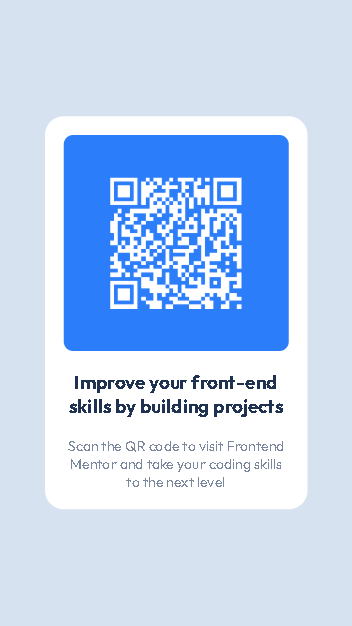 Improve your front-end
skills by building projects
Scan the QR code to visit Frontend
Mentor and take your coding skills
to the next level